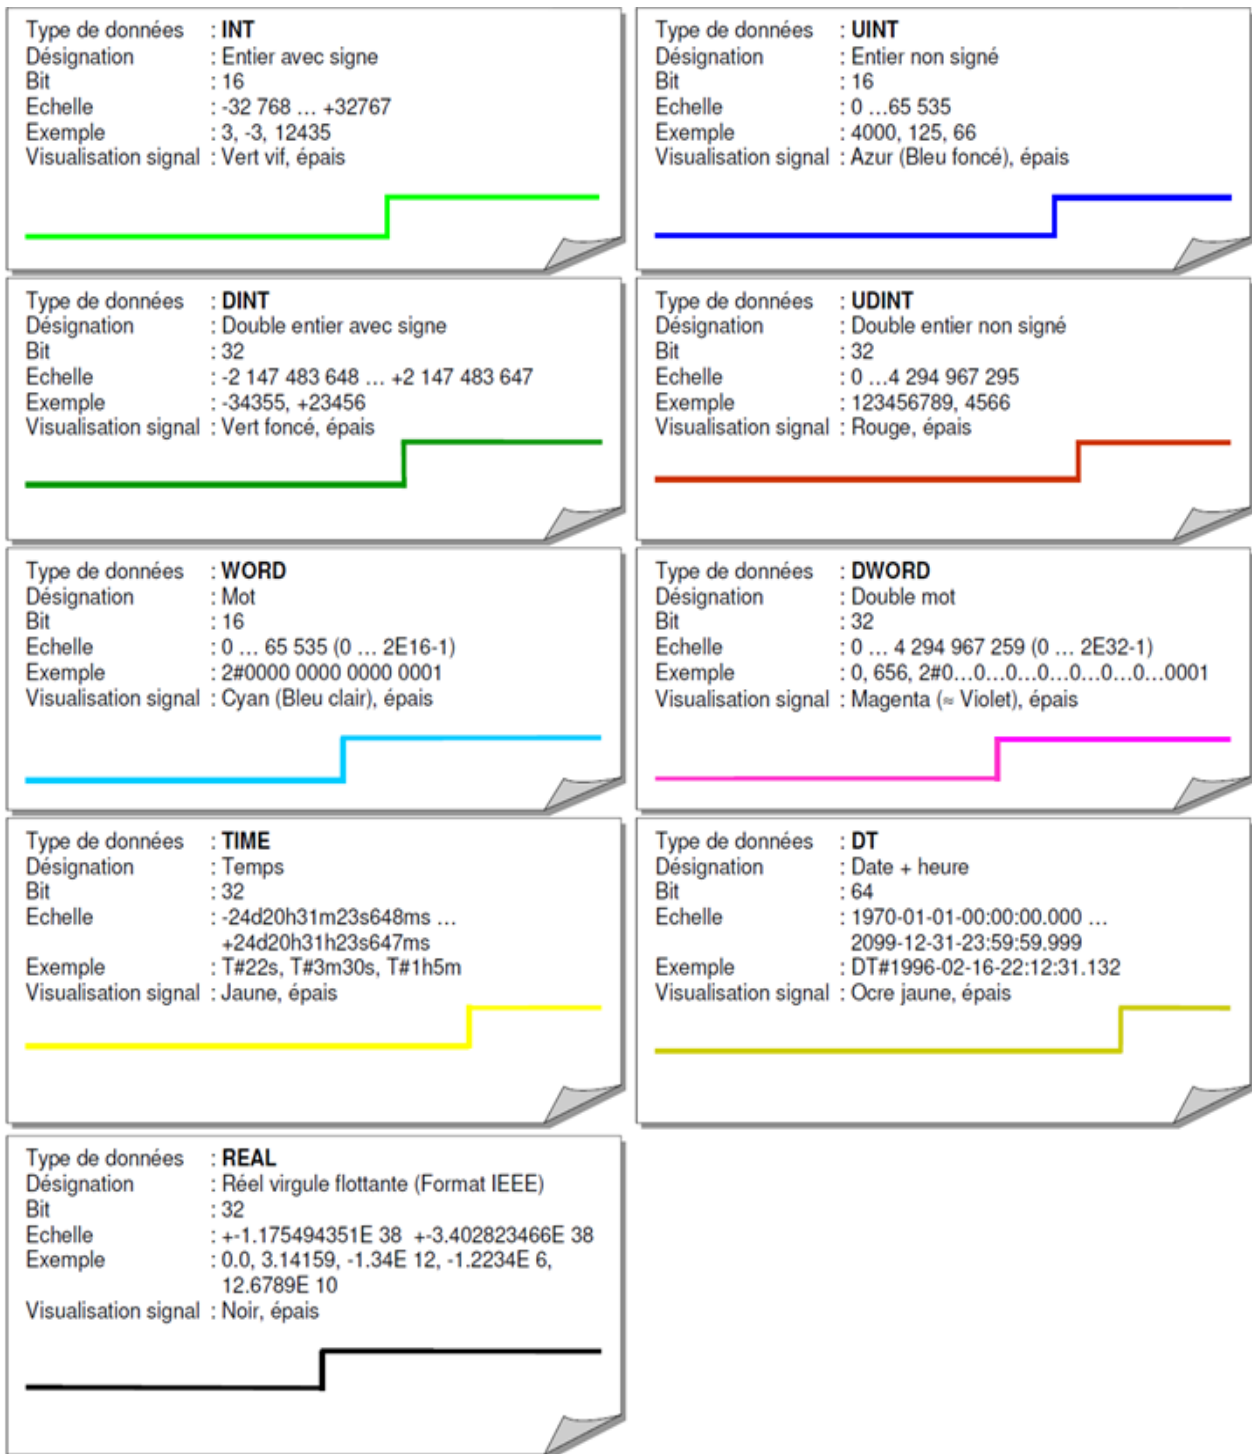 Type de données : INT
Désignation : Entier avec signe
Bit : 16
Echelle : -32 768 … +32767
Exemple : 3, -3, 12435
Visualisation signal : Vert vif, épais
Type de données : UINT
Désignation : Entier non signé
Bit : 16
Echelle : 0 …65 535
Exemple : 4000, 125, 66
Visualisation signal : Azur (Bleu foncé), épais
Type de données : DINT
Désignation : Double entier avec signe
Bit : 32
Echelle : -2 147 483 648 … +2 147 483 647
Exemple : -34355, +23456
Visualisation signal : Vert foncé, épais
Type de données : UDINT
Désignation : Double entier non signé
Bit : 32
Echelle : 0 …4 294 967 295
Exemple : 123456789, 4566
Visualisation signal : Rouge, épais
Type de données : WORD
Désignation : Mot
Bit : 16
Echelle : 0 … 65 535 (0 … 2E16-1)
Exemple : 2#0000 0000 0000 0001
Visualisation signal : Cyan (Bleu clair), épais
Type de données : DWORD
Désignation : Double mot
Bit : 32
Echelle : 0 … 4 294 967 259 (0 … 2E32-1)
Exemple : 0, 656, 2#0…0…0…0…0…0…0…0001
Visualisation signal : Magenta (≈ Violet), épais
Type de données : TIME
Désignation : Temps
Bit : 32
Echelle : -24d20h31m23s648ms …
+24d20h31h23s647ms
Exemple : T#22s, T#3m30s, T#1h5m
Visualisation signal : Jaune, épais
Type de données : DT
Désignation : Date + heure
Bit : 64
Echelle : 1970-01-01-00:00:00.000 …
2099-12-31-23:59:59.999
Exemple : DT#1996-02-16-22:12:31.132
Visualisation signal : Ocre jaune, épais
Type de données : REAL
Désignation : Réel virgule flottante (Format IEEE)
Bit : 32
Echelle : +-1.175494351E 38 +-3.402823466E 38
Exemple : 0.0, 3.14159, -1.34E 12, -1.2234E 6,
12.6789E 10
Visualisation signal : Noir, épais